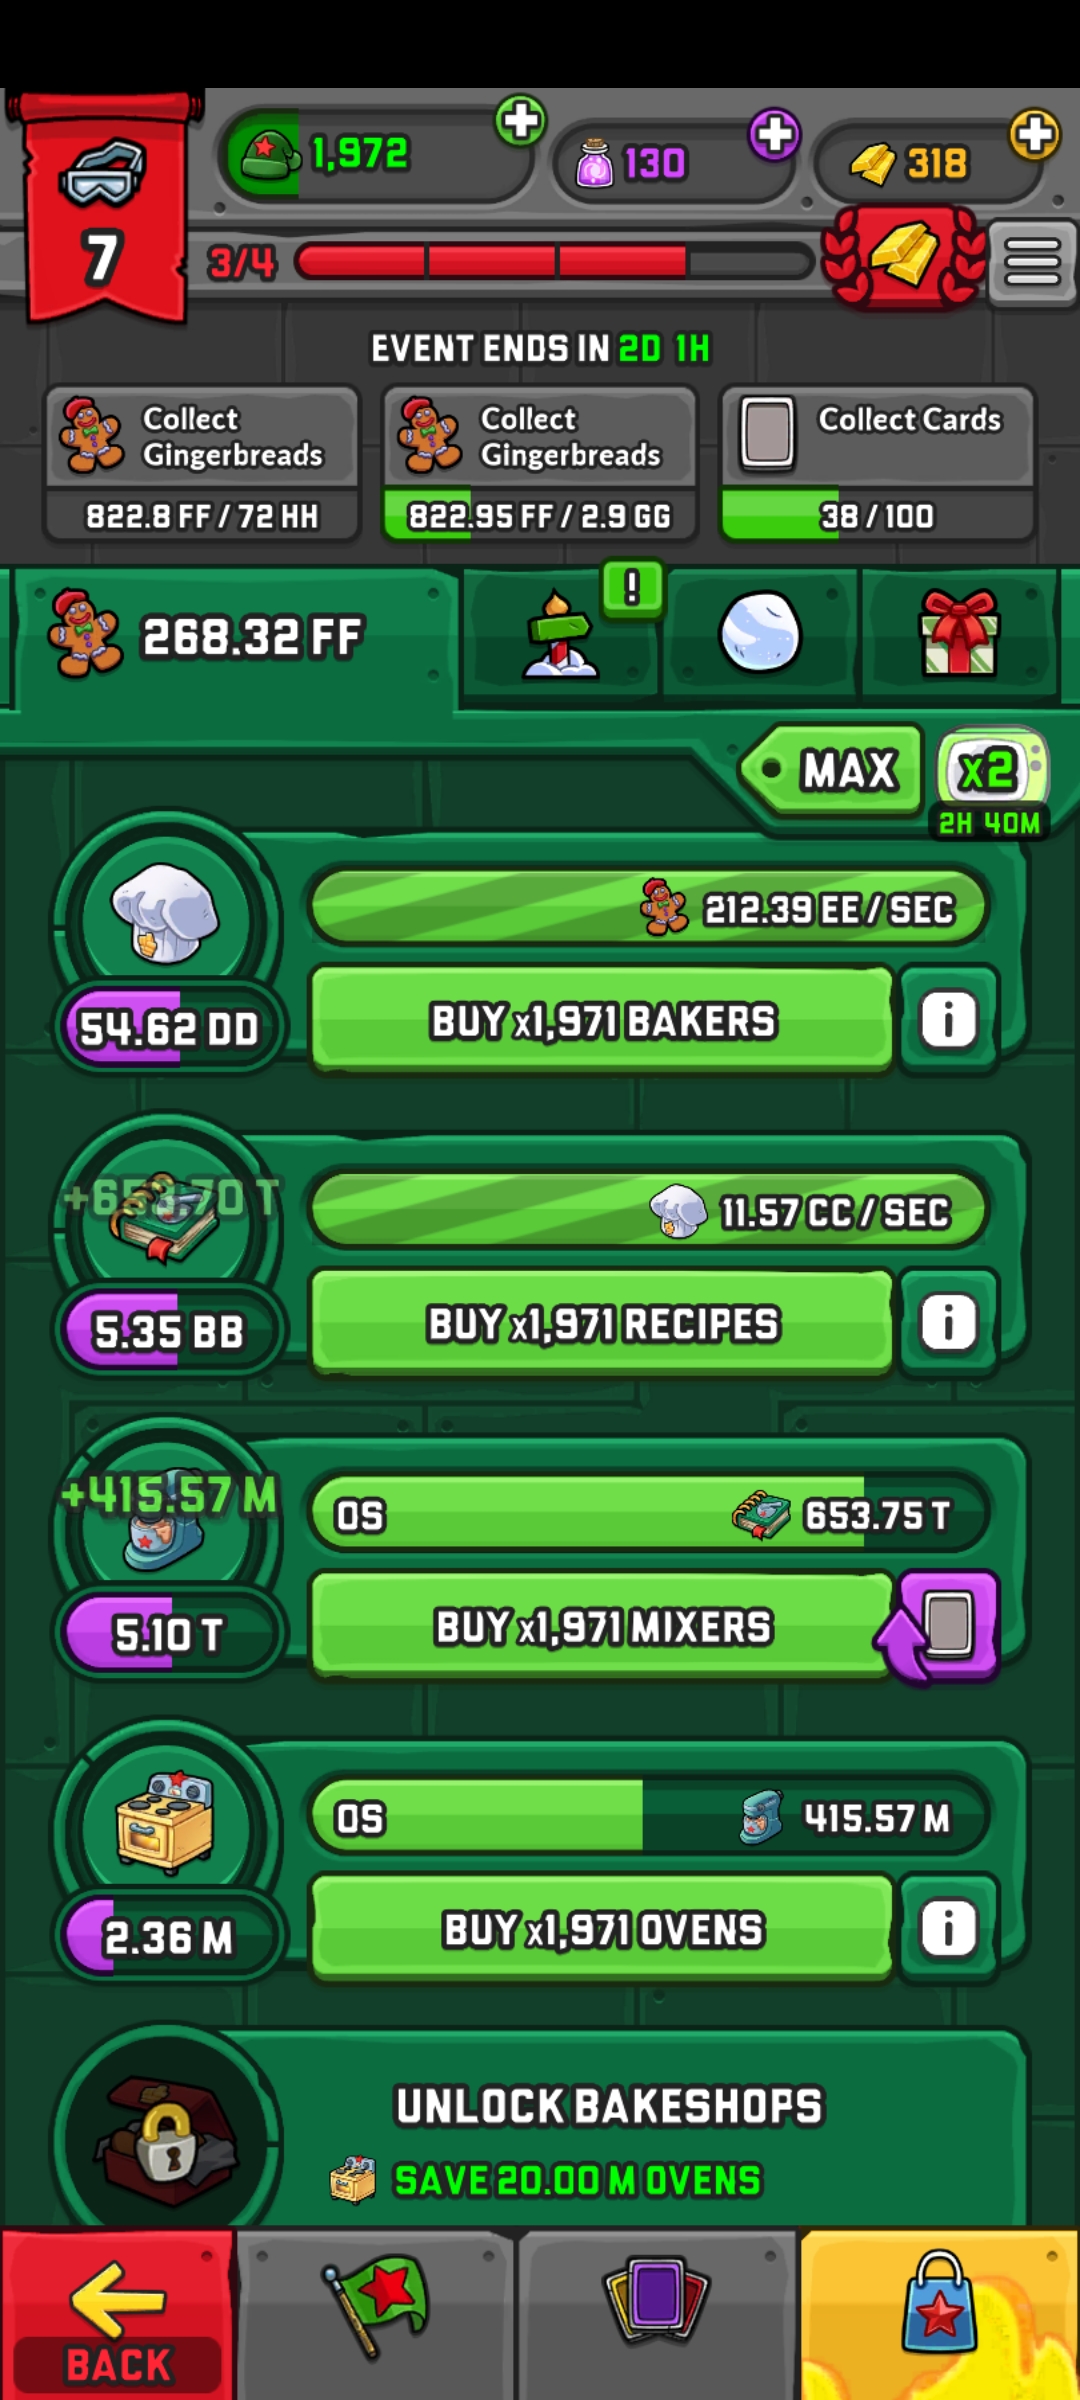 1,972
130
318
7
3/4
EVENT ENDS IN 2D 1H
Collect
Gingerbreads
822.8 FF / 72 HH
Collect
Gingerbreads
822.95 FF / 2.9 GG
Collect Cards
38 / 100
268.32 FF
!
MAX
x2
2H 40M
212.39 EE / SEC
54.62 DD
BUY x1,971 BAKERS
i
+653.70 T
11.57 CC / SEC
5.35 BB
BUY x1,971 RECIPES
i
+415.57 M
0S
653.75 T
5.10 T
BUY x1,971 MIXERS
0S
415.57 M
2.36 M
BUY x1,971 OVENS
i
UNLOCK BAKESHOPS
SAVE 20.00 M OVENS
BACK